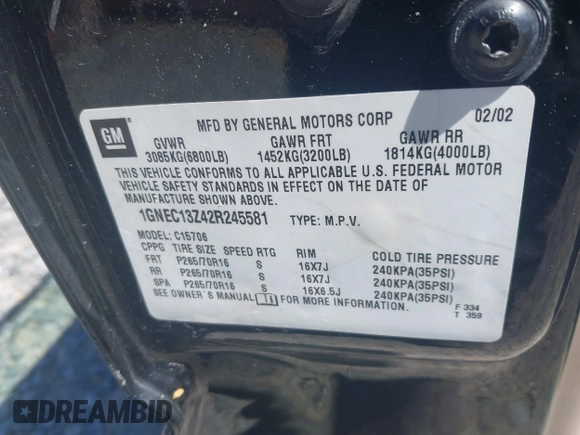 GM
MFD BY GENERAL MOTORS CORP 02/02
GVWR GAWR FRT GAWR RR
3085KG(6800LB) 1452KG(3200LB) 1814KG(4000LB)
THIS VEHICLE CONFORMS TO ALL APPLICABLE U.S. FEDERAL MOTOR
VEHICLE SAFETY STANDARDS IN EFFECT ON THE DATE OF
MANUFACTURE SHOWN ABOVE.
1GNEC13Z42R245581 TYPE: M.P.V.
MODEL: C15706
CPPG TIRE SIZE SPEED RTG RIM COLD TIRE PRESSURE
FRT P265/70R16 S 16X7J 240KPA(35PSI)
RR P265/70R16 S 16X7J 240KPA(35PSI)
SPA P265/70R16 S 16X6.5J 240KPA(35PSI)
SEE OWNER'S MANUAL FOR MORE INFORMATION.
F 334
T 359
DREAMBID